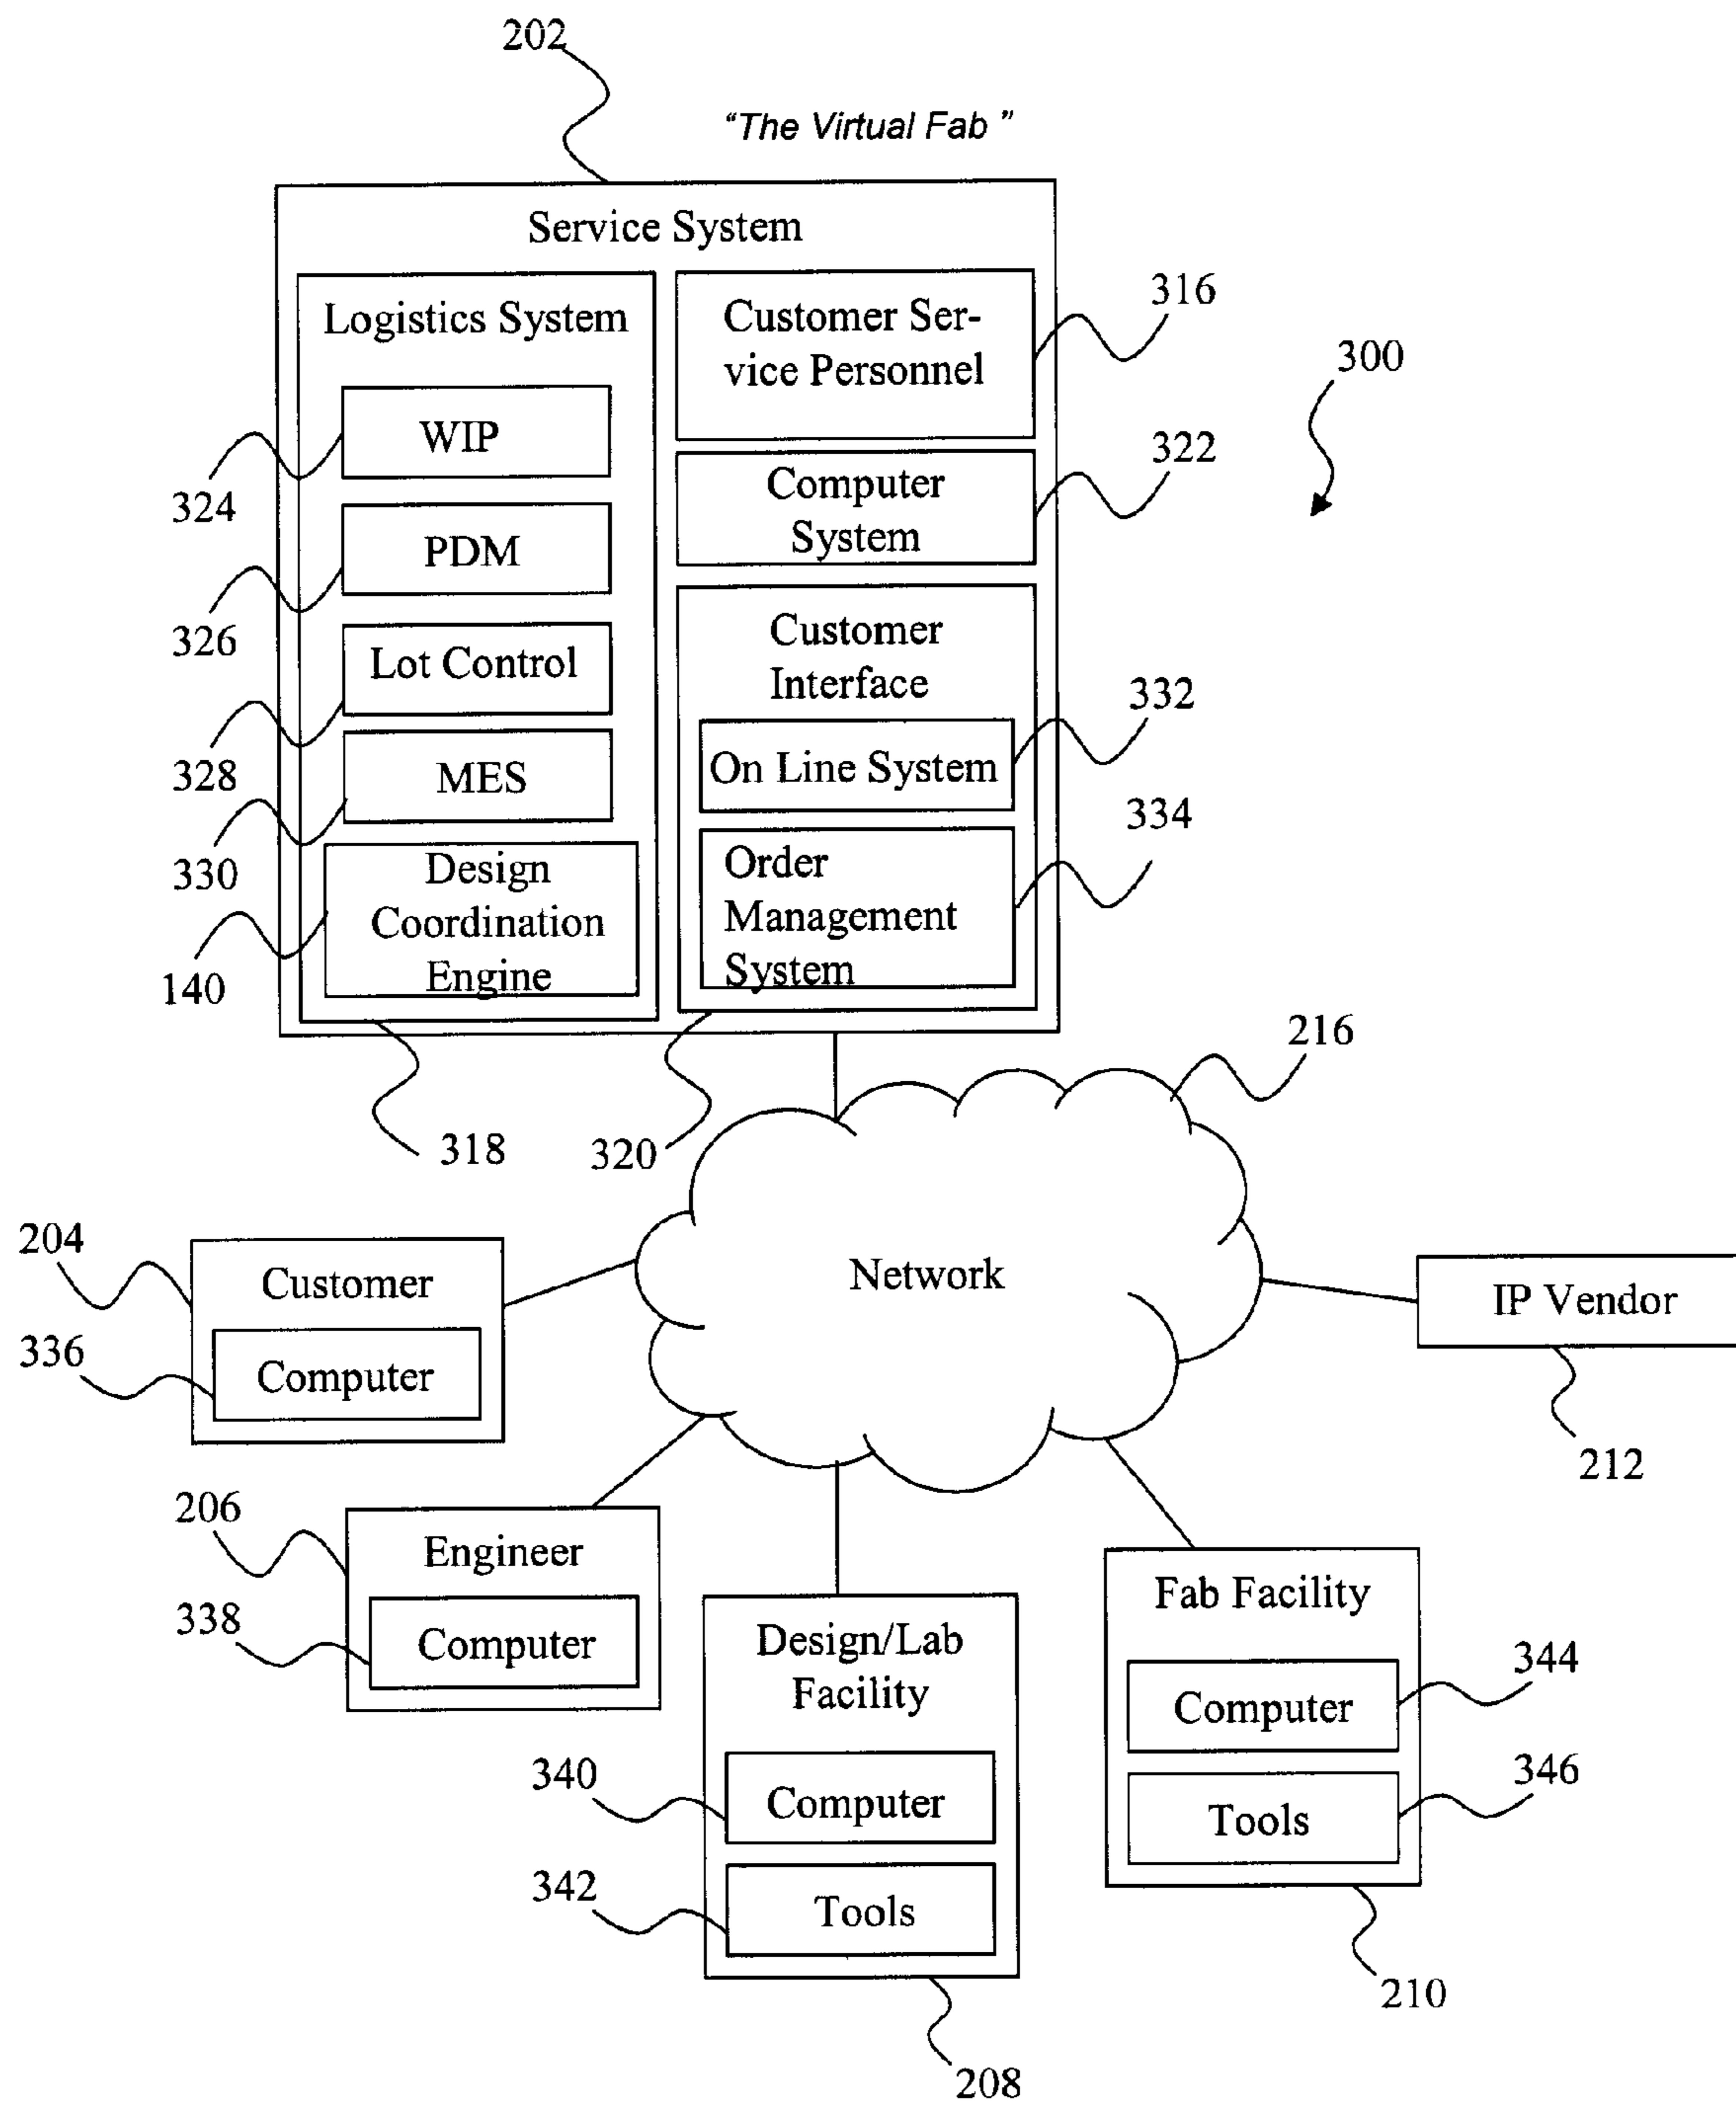 202
“The Virtual Fab ”
Service System
Logistics System
WIP
324
PDM
326
Lot Control
328
MES
330
Design
Coordination
Engine
140
318
Customer Ser-
vice Personnel
316
300
Computer
System
322
Customer
Interface
On Line System
332
Order
Management
System
334
320
216
Network
204
Customer
336
Computer
IP Vendor
212
206
Engineer
338
Computer
Design/Lab
Facility
340
Computer
342
Tools
208
Fab Facility
Computer
344
Tools
346
210